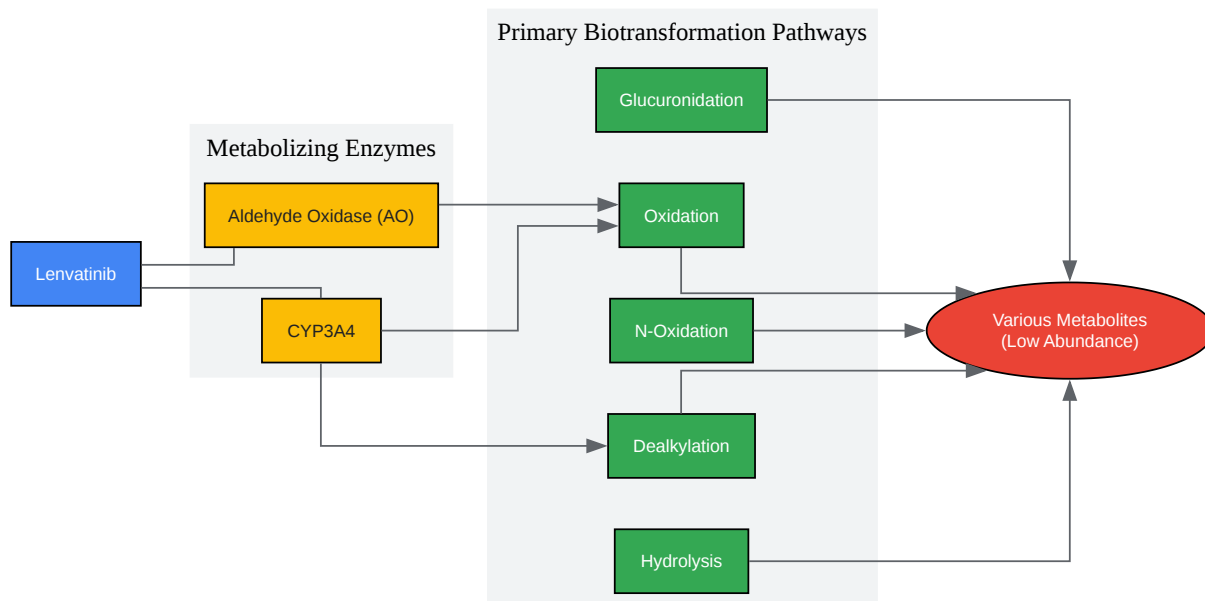 Primary Biotransformation Pathways
Glucuronidation
Metabolizing Enzymes
Aldehyde Oxidase (AO)
Oxidation
Lenvatinib
CYP3A4
N-Oxidation
Various Metabolites
(Low Abundance)
Dealkylation
Hydrolysis